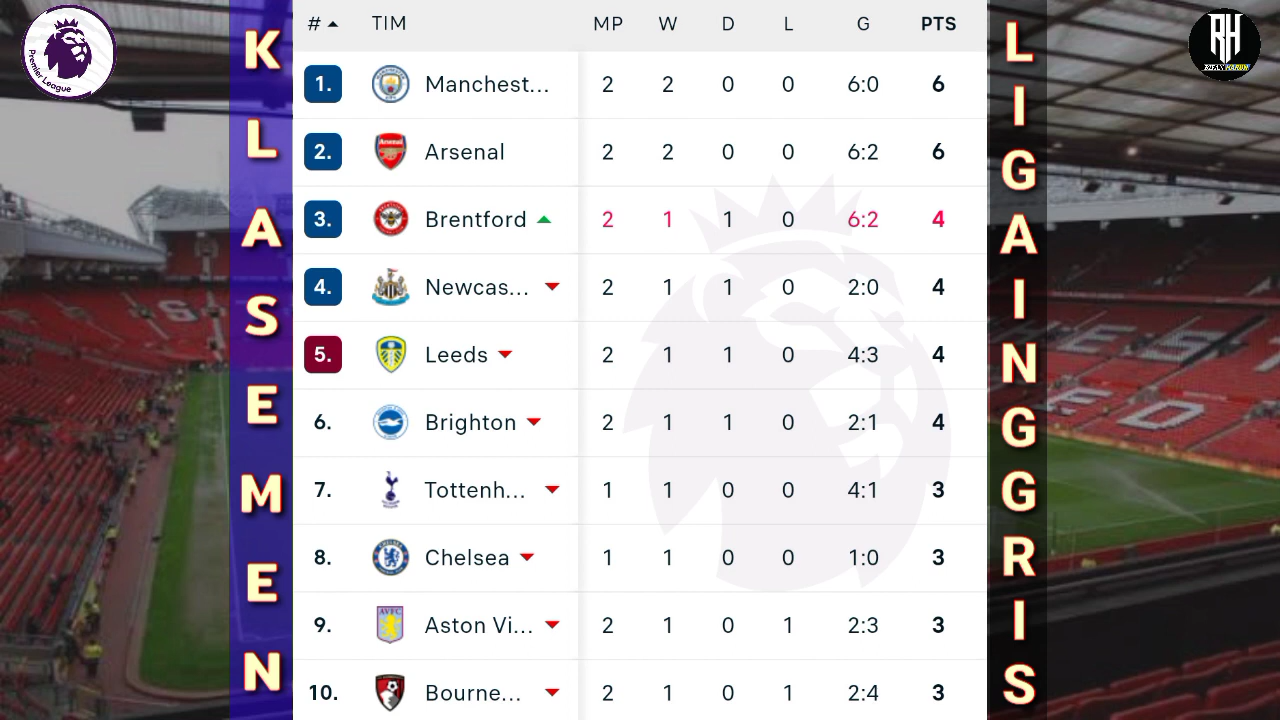 Premier League
KLASEMEN
# TIM MP W D L G PTS
1. Manchest... 2 2 0 0 6:0 6
2. Arsenal 2 2 0 0 6:2 6
3. Brentford 2 1 1 0 6:2 4
4. Newcas... 2 1 1 0 2:0 4
5. Leeds 2 1 1 0 4:3 4
6. Brighton 2 1 1 0 2:1 4
7. Tottenh... 1 1 0 0 4:1 3
8. Chelsea 1 1 0 0 1:0 3
9. Aston Vi... 2 1 0 1 2:3 3
10. Bourne... 2 1 0 1 2:4 3
LIGAINGGRIS
RH
Arsenal
AVFC